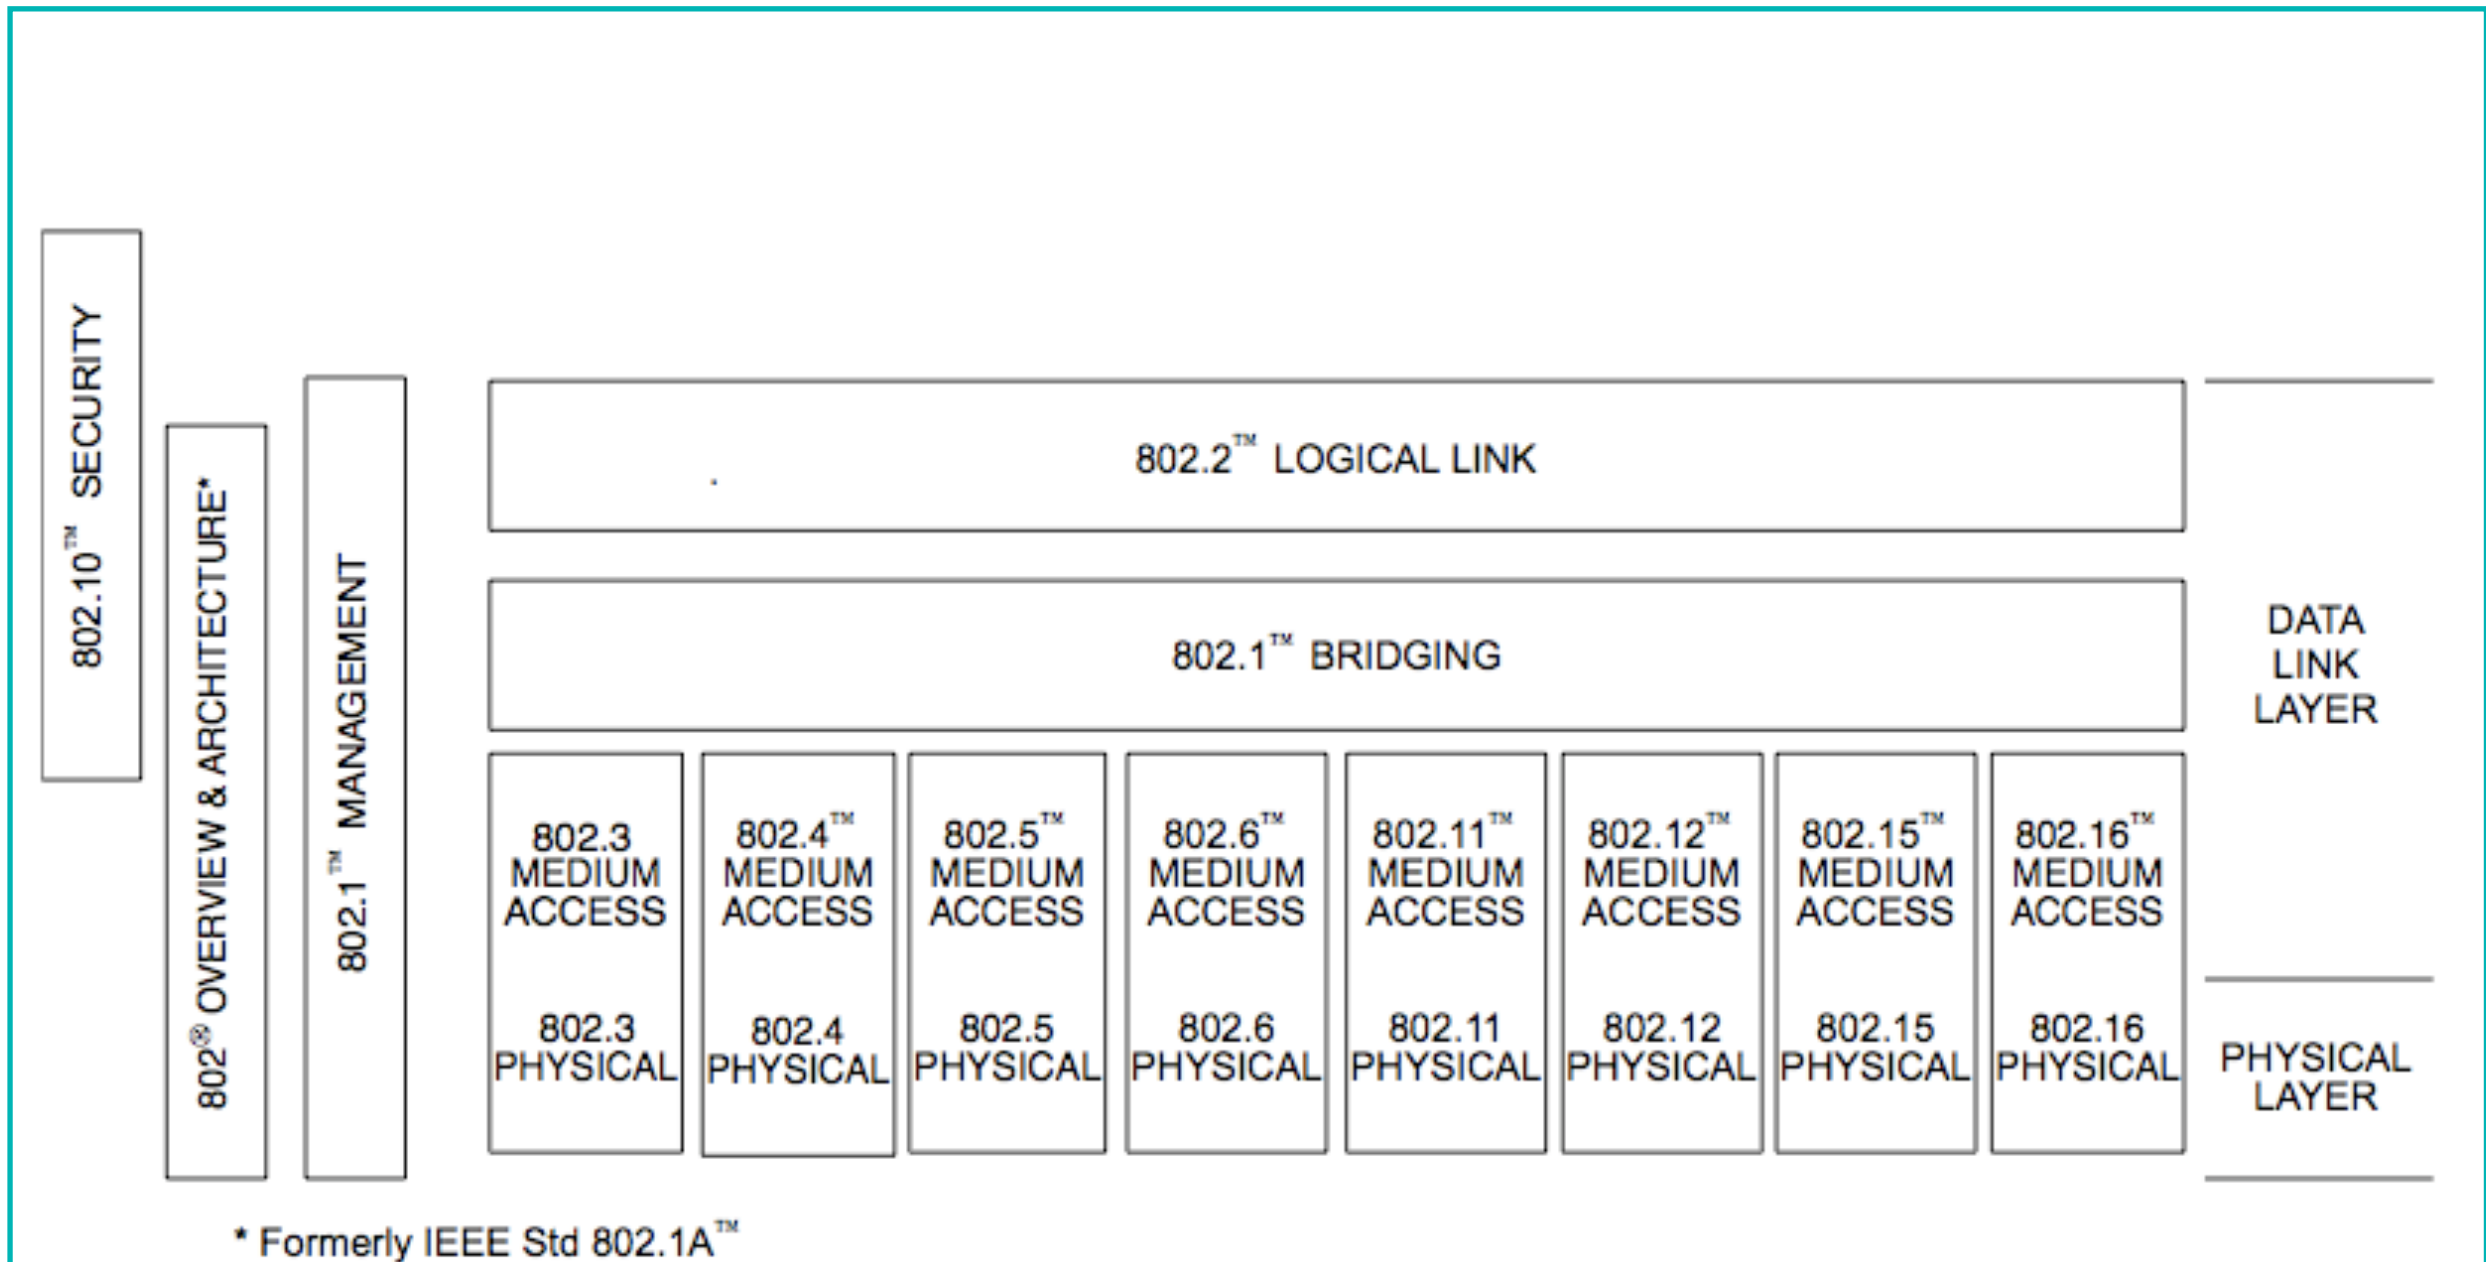 802.10™ SECURITY
802® OVERVIEW & ARCHITECTURE*
802.1™ MANAGEMENT
802.2™ LOGICAL LINK
802.1™ BRIDGING
DATA
LINK
LAYER
802.3
MEDIUM
ACCESS
802.3
PHYSICAL
802.4™
MEDIUM
ACCESS
802.4
PHYSICAL
802.5™
MEDIUM
ACCESS
802.5
PHYSICAL
802.6™
MEDIUM
ACCESS
802.6
PHYSICAL
802.11™
MEDIUM
ACCESS
802.11
PHYSICAL
802.12™
MEDIUM
ACCESS
802.12
PHYSICAL
802.15™
MEDIUM
ACCESS
802.15
PHYSICAL
802.16™
MEDIUM
ACCESS
802.16
PHYSICAL
PHYSICAL
LAYER
* Formerly IEEE Std 802.1A™